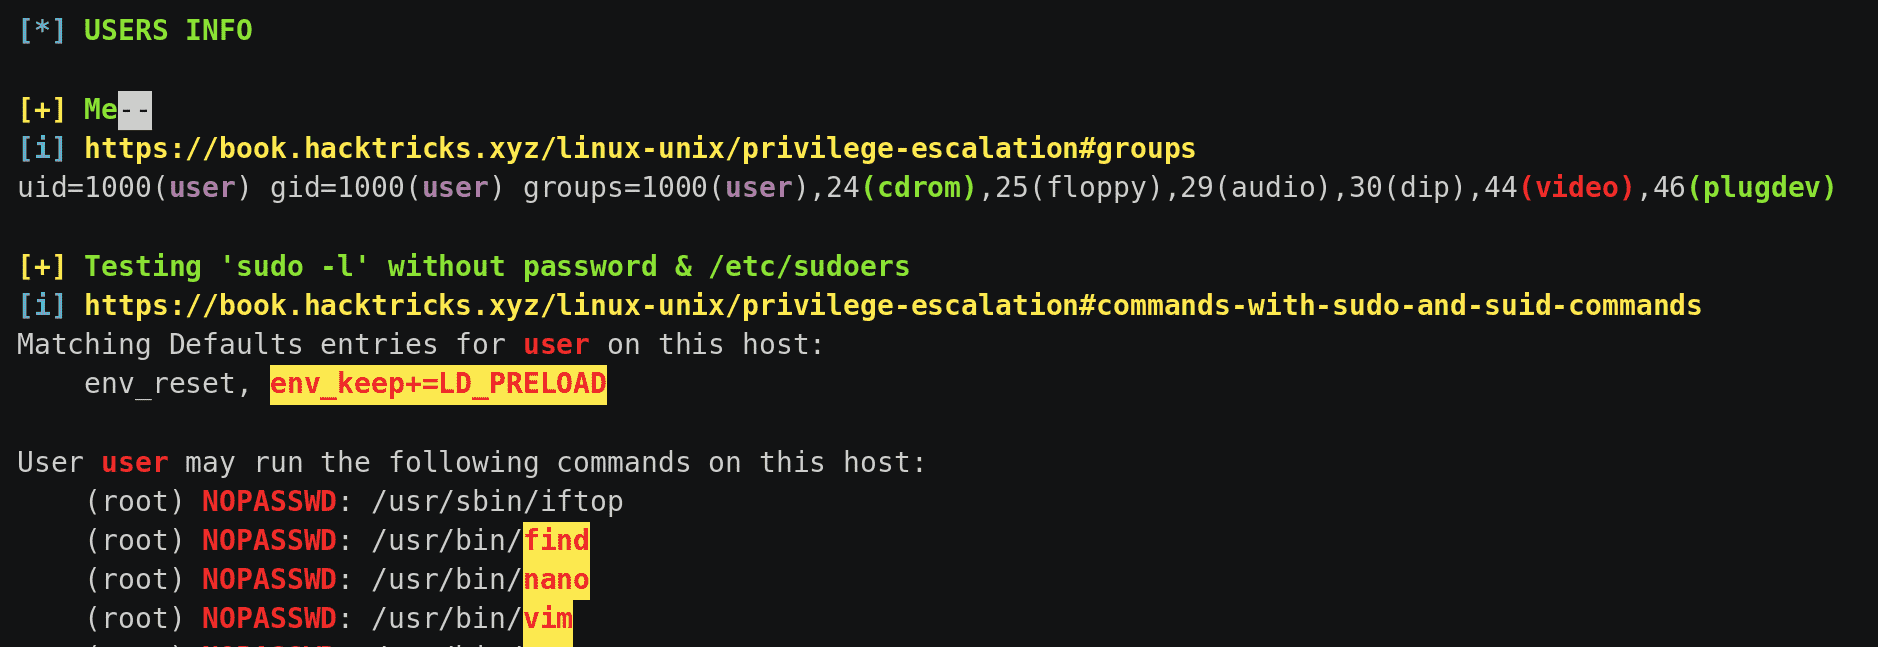 [*] USERS INFO
[+] Me--
[i] https://book.hacktricks.xyz/linux-unix/privilege-escalation#groups
uid=1000(user) gid=1000(user) groups=1000(user),24(cdrom),25(floppy),29(audio),30(dip),44(video),46(plugdev)
[+] Testing 'sudo -l' without password & /etc/sudoers
[i] https://book.hacktricks.xyz/linux-unix/privilege-escalation#commands-with-sudo-and-suid-commands
Matching Defaults entries for user on this host:
env_reset, env_keep+=LD_PRELOAD
User user may run the following commands on this host:
(root) NOPASSWD: /usr/sbin/iftop
(root) NOPASSWD: /usr/bin/find
(root) NOPASSWD: /usr/bin/nano
(root) NOPASSWD: /usr/bin/vim